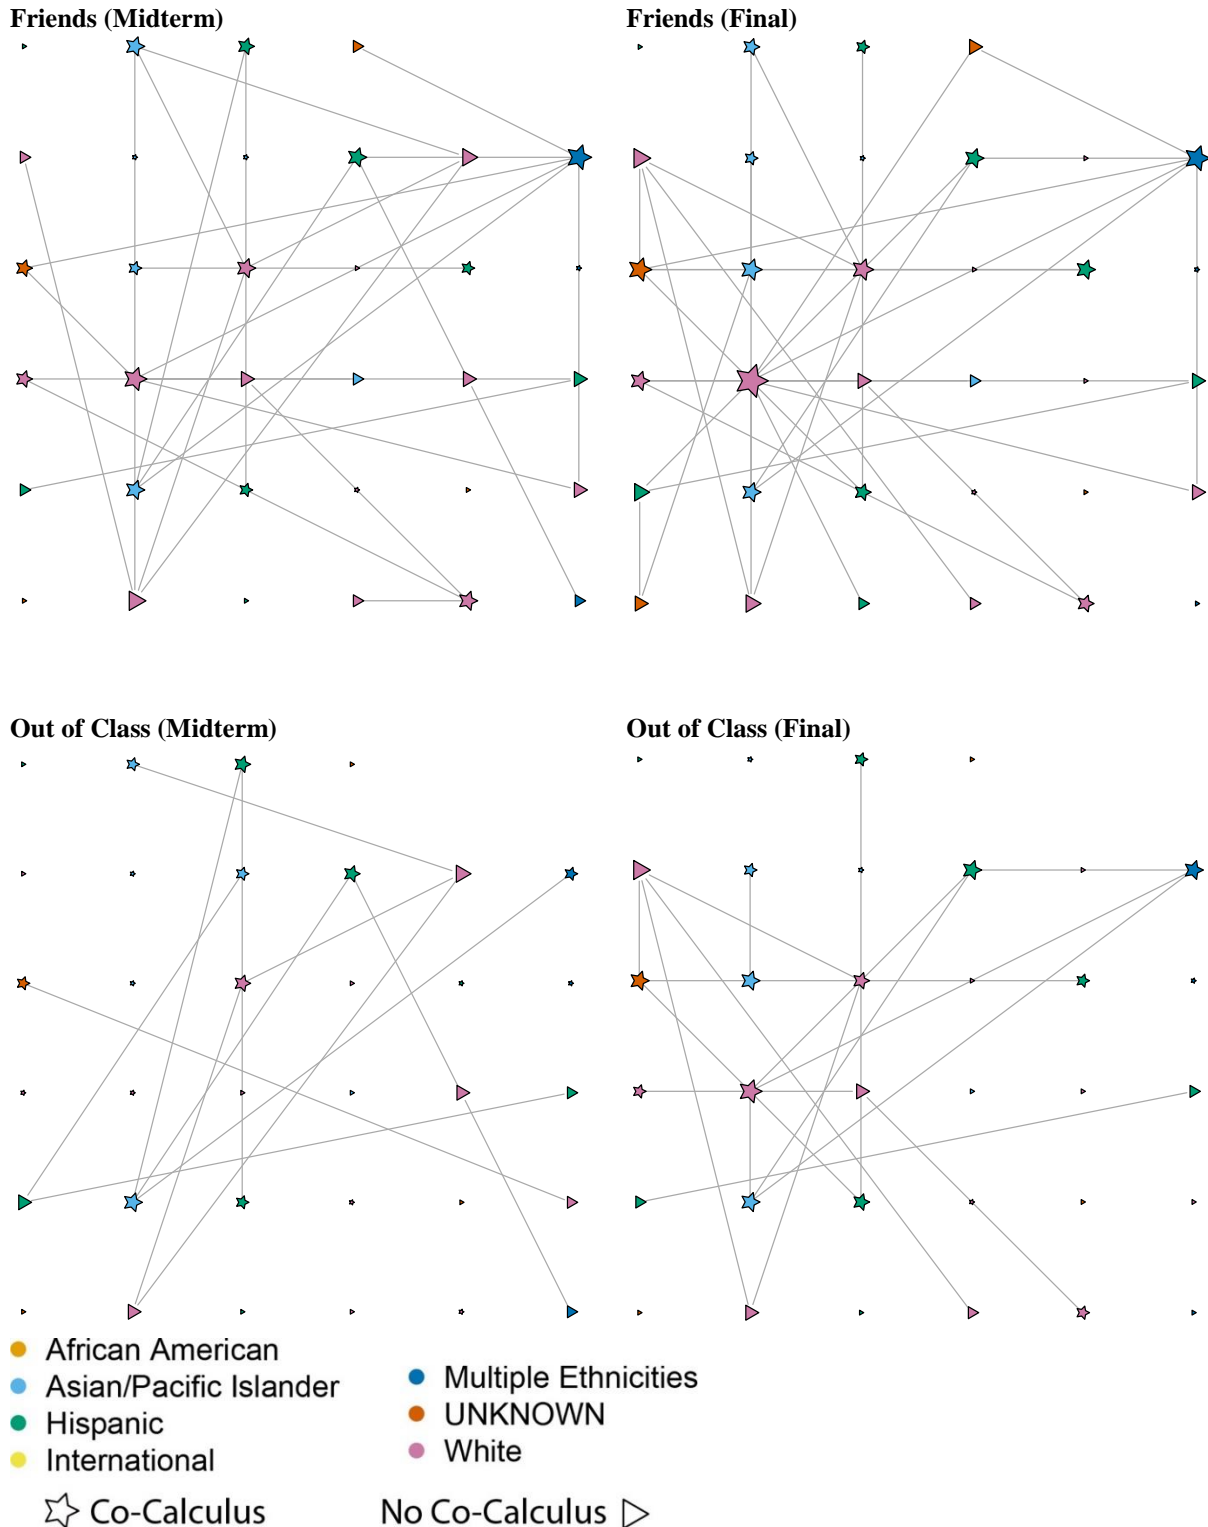 Friends (Midterm)
Friends (Final)
Out of Class (Midterm)
Out of Class (Final)
African American
Asian/Pacific Islander
Hispanic
International
Multiple Ethnicities
UNKNOWN
White
Co-Calculus
No Co-Calculus